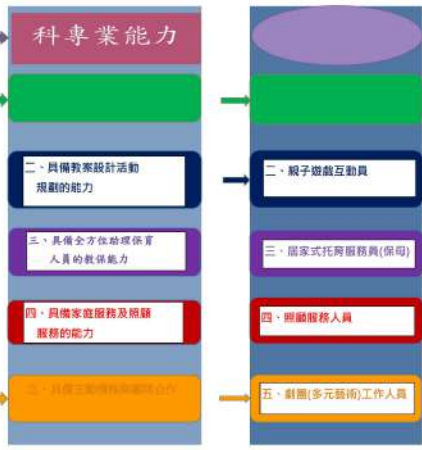 科專業能力
二、具備教案設計活動
規劃的能力
三、具備全方位助理保育
人員的教保能力
四、具備家庭服務及照顧
服務的能力
二、親子遊戲互動員
三、居家式托育服務員(保母)
四、照顧服務人員
五、劇團(多元藝術)工作人員